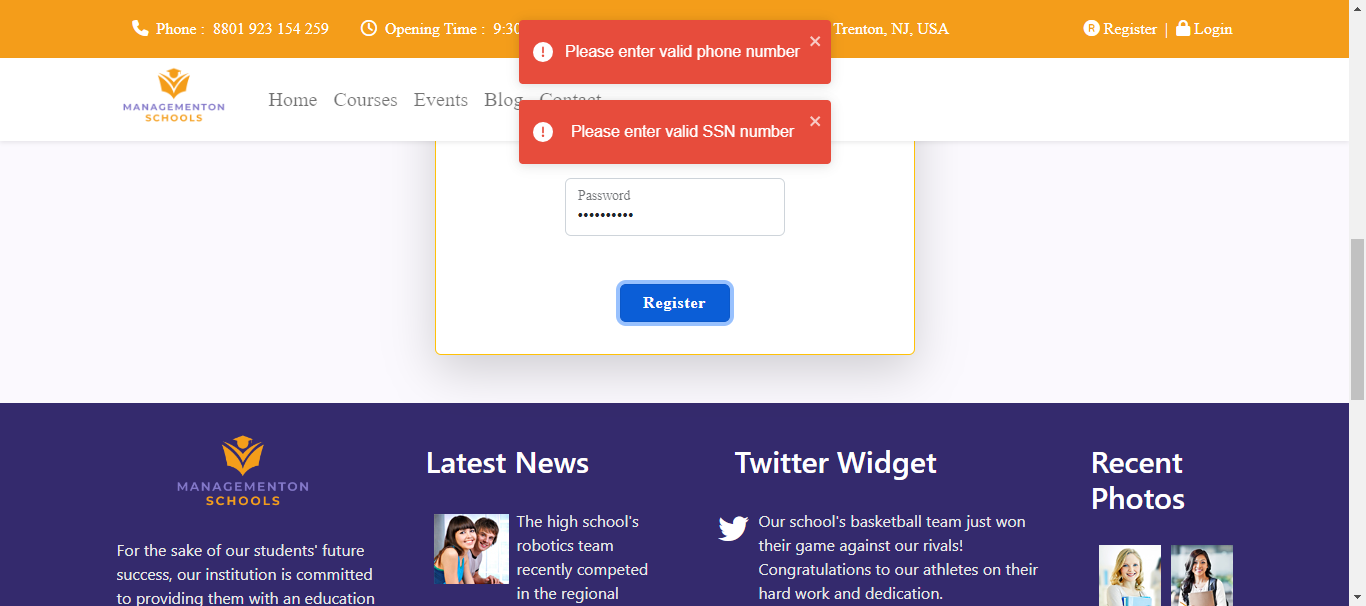 Phone : 8801 923 154 259
Opening Time : 9:30
Trenton, NJ, USA
Register | Login
Please enter valid phone number
MANAGEMENTON
SCHOOLS
Home Courses Events Blog Contact
Please enter valid SSN number
Password
Register
MANAGEMENTON
SCHOOLS
For the sake of our students' future
success, our institution is committed
to providing them with an education
Latest News
The high school's
robotics team
recently competed
in the regional
Twitter Widget
Our school's basketball team just won
their game against our rivals!
Congratulations to our athletes on their
hard work and dedication.
Recent
Photos